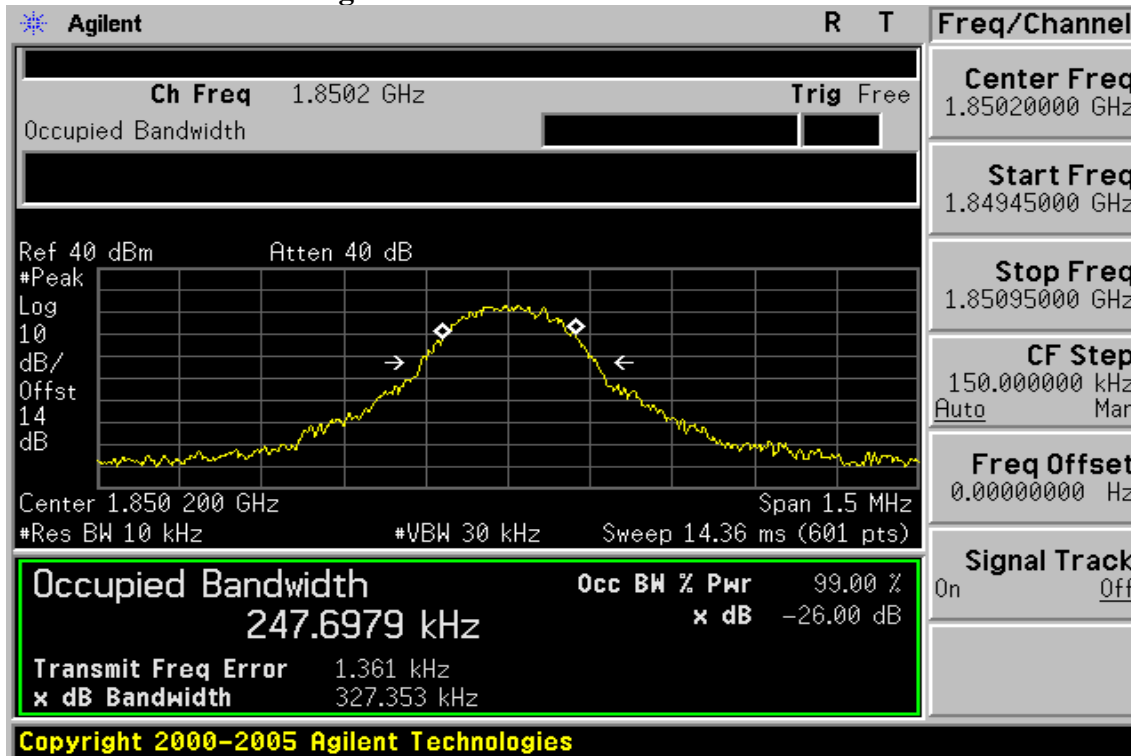 Agilent R T
Ch Freq 1.8502 GHz Trig Free
Occupied Bandwidth
Ref 40 dBm Atten 40 dB
#Peak
Log
10
dB/
Offst
14
dB
Center 1.850 200 GHz Span 1.5 MHz
#Res BW 10 kHz #VBW 30 kHz Sweep 14.36 ms (601 pts)
Occupied Bandwidth Occ BW % Pwr 99.00 %
247.6979 kHz x dB -26.00 dB
Transmit Freq Error 1.361 kHz
x dB Bandwidth 327.353 kHz
Copyright 2000-2005 Agilent Technologies
Freq/Channel
Center Freq
1.85020000 GHz
Start Freq
1.84945000 GHz
Stop Freq
1.85095000 GHz
CF Step
150.000000 kHz
Auto Man
Freq Offset
0.00000000 Hz
Signal Track
On Off